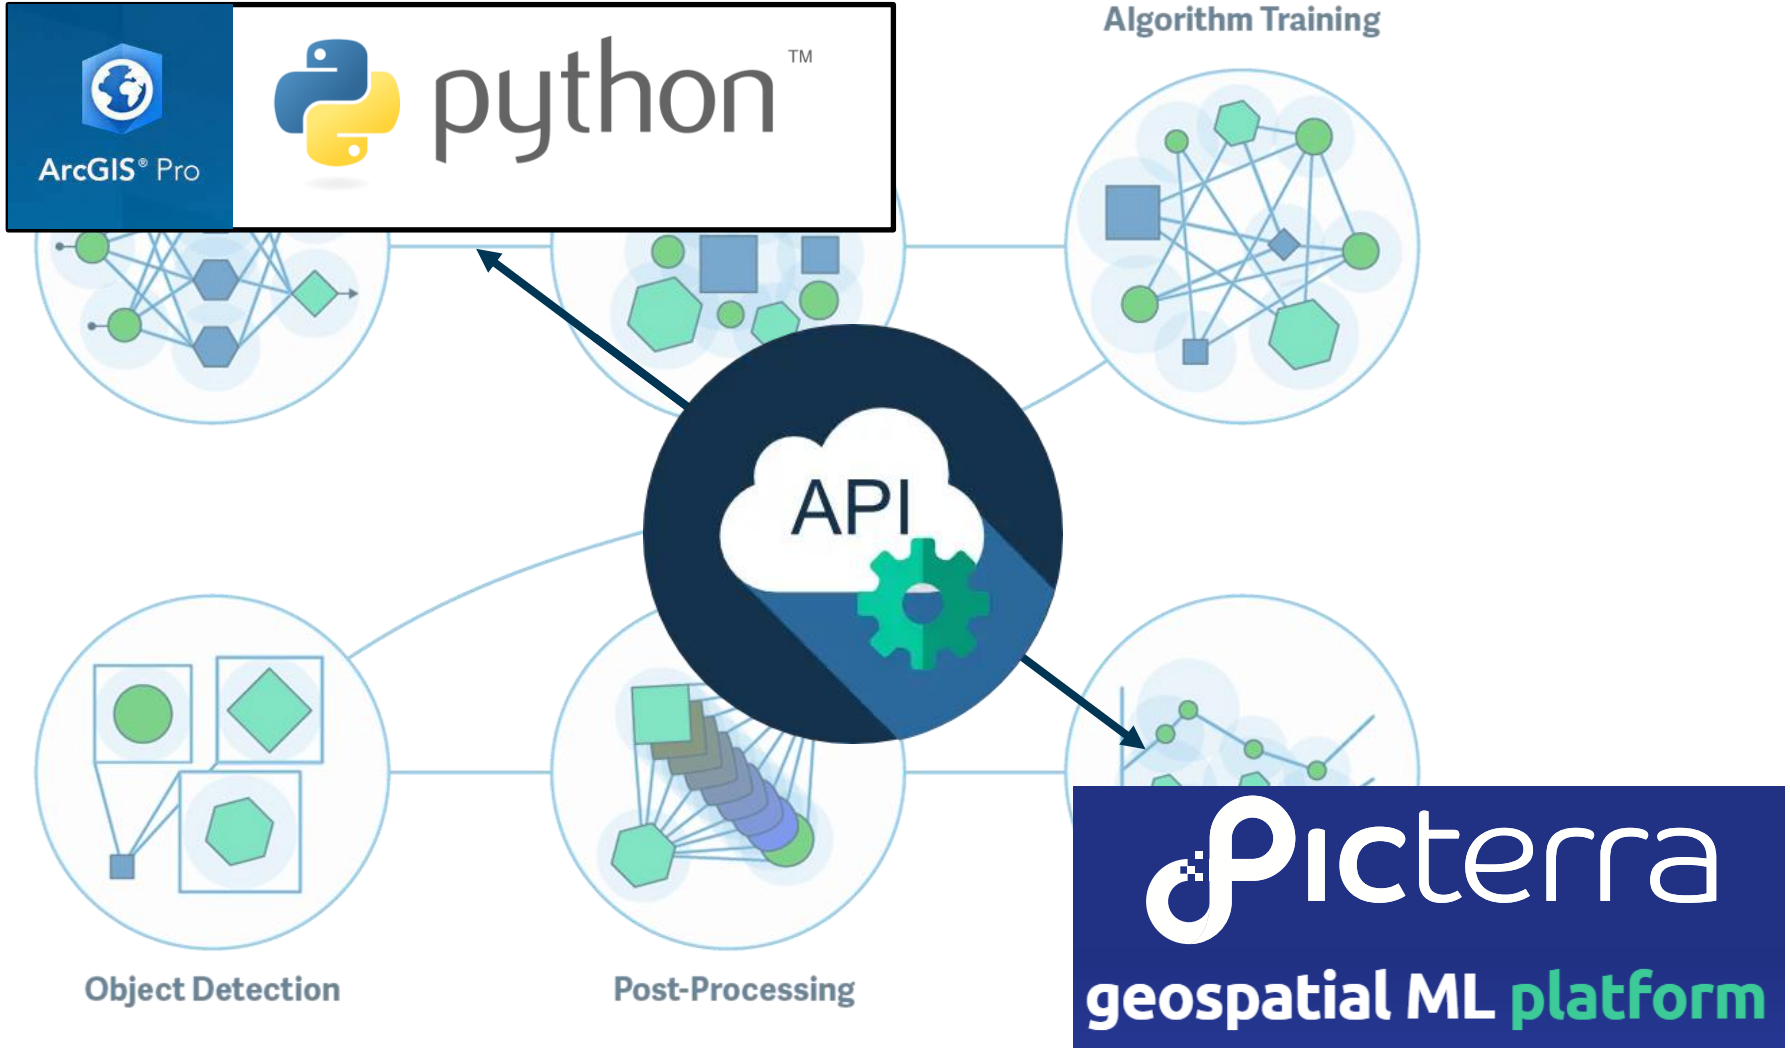 Algorithm Training
ArcGIS® Pro
python™
API
Object Detection
Post-Processing
Picterra
geospatial ML platform